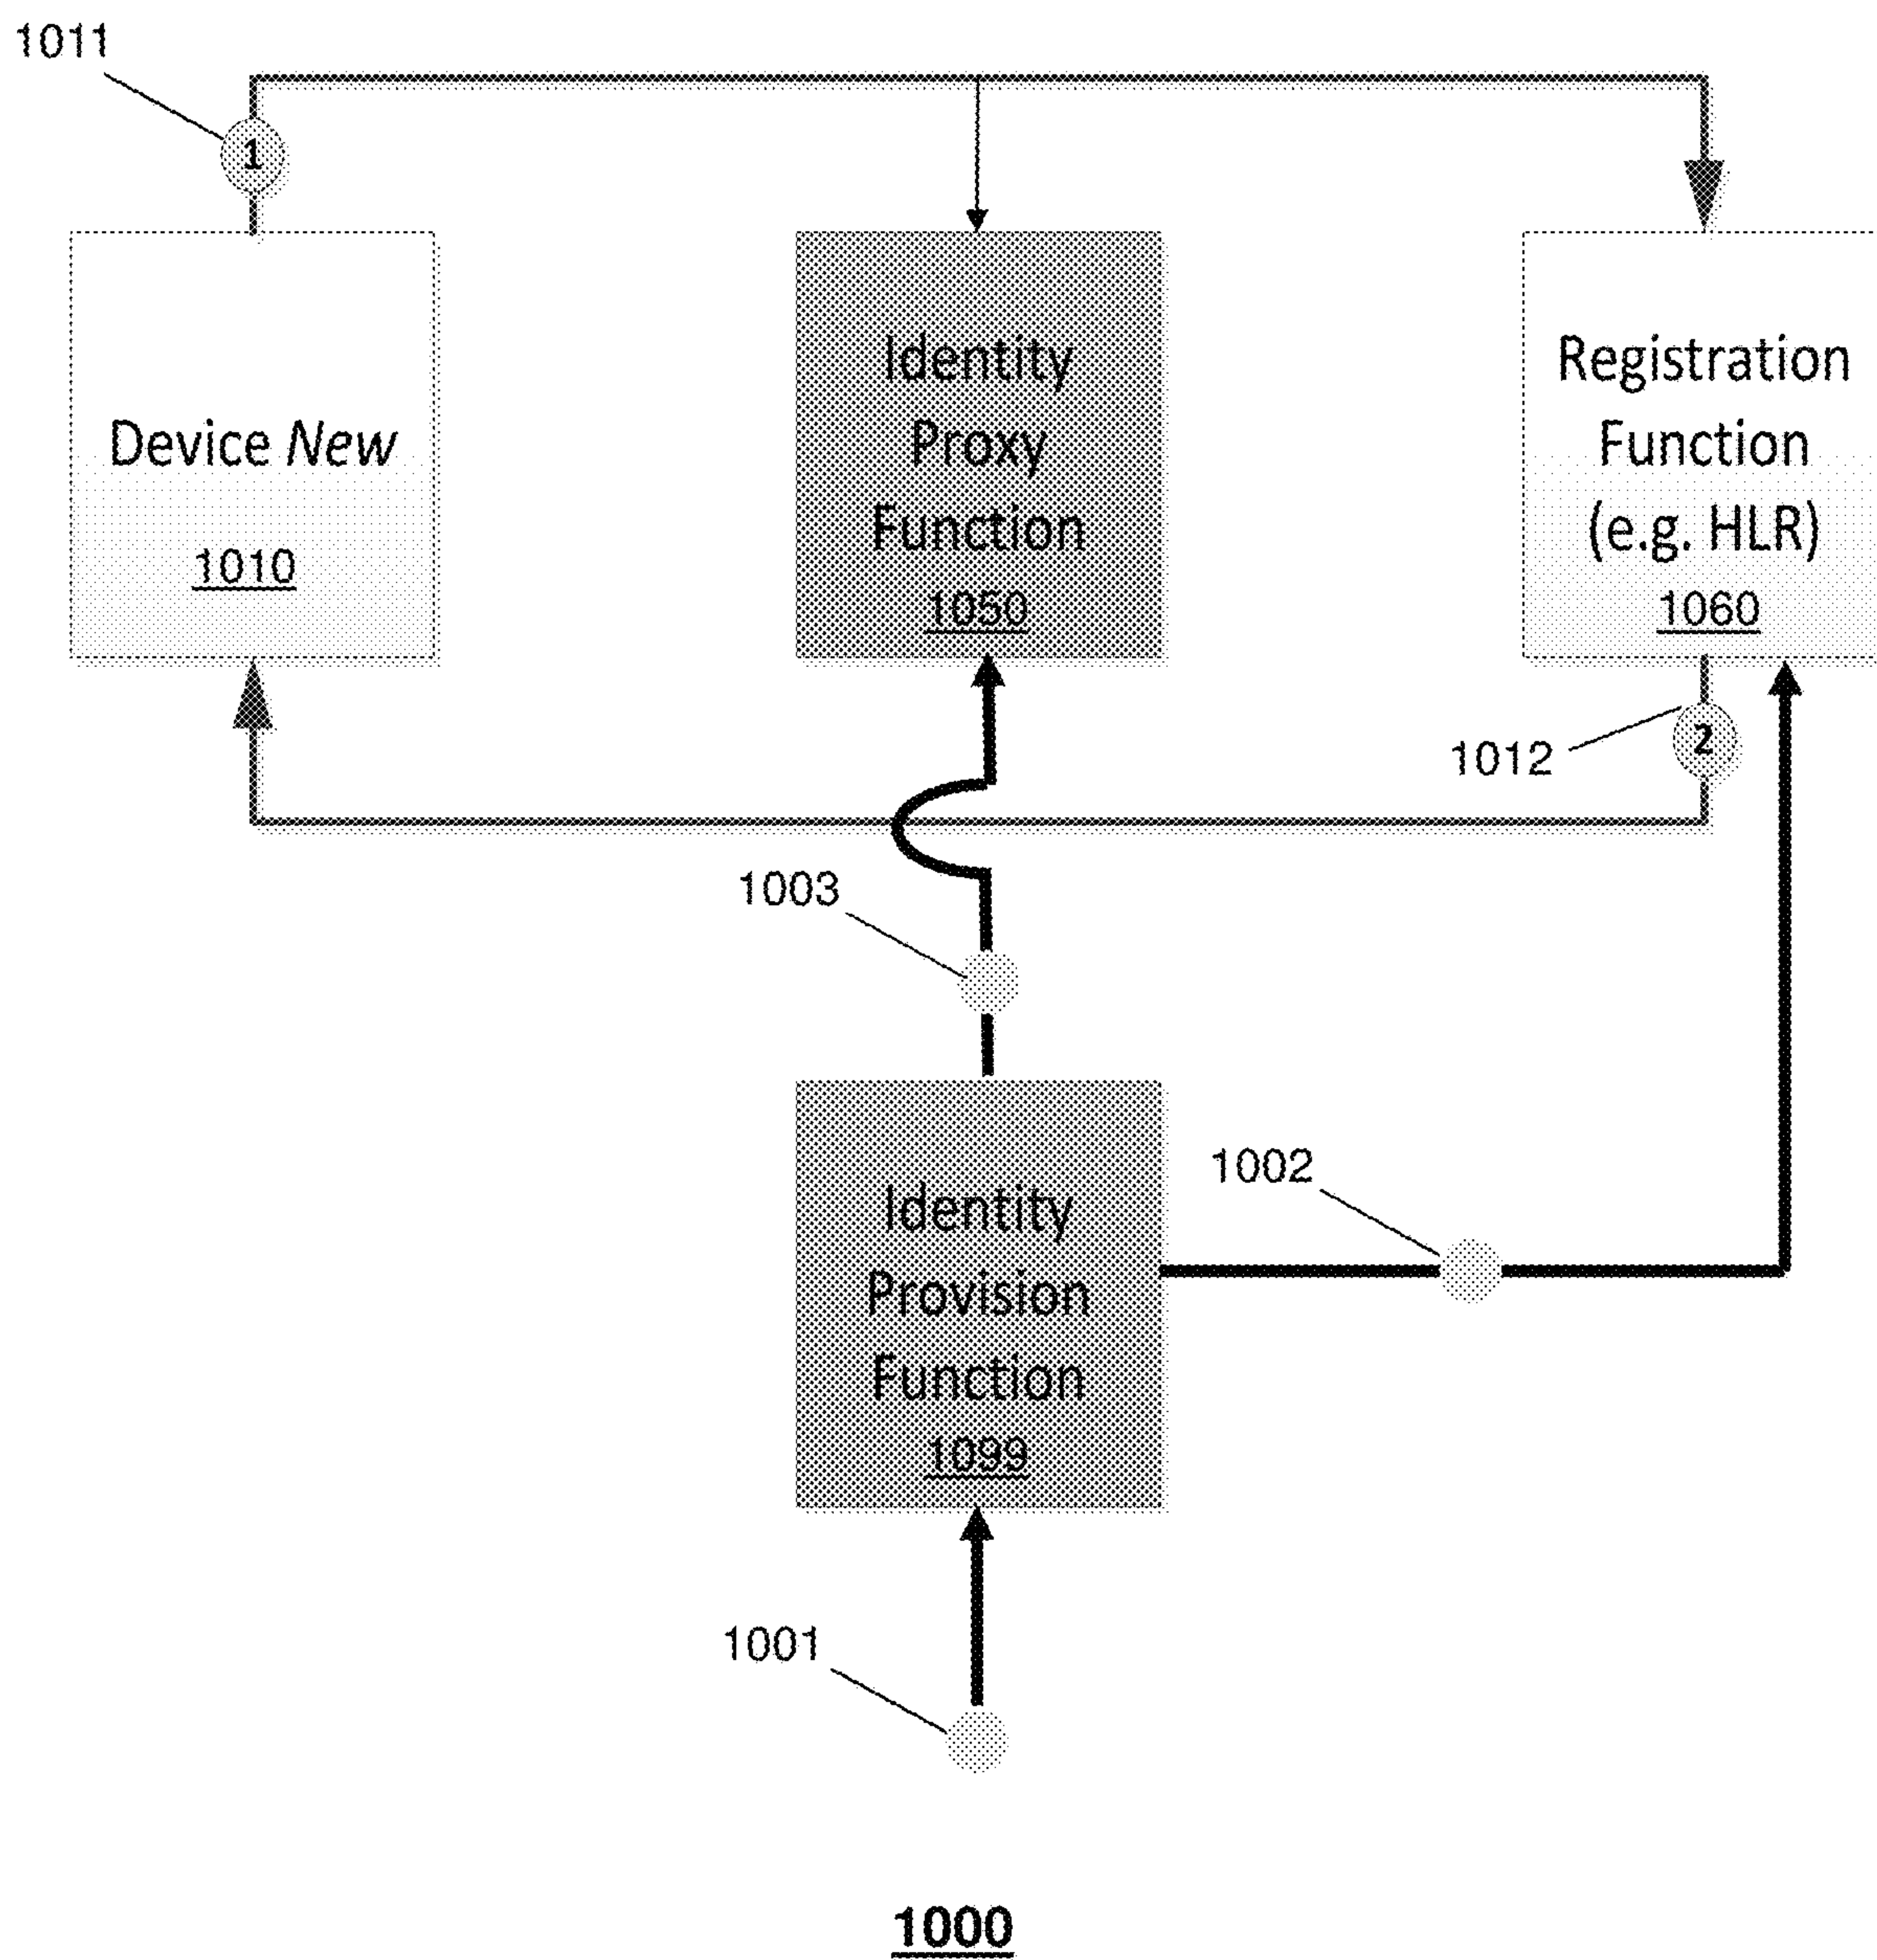 1011
1
Device New
1010
Identity
Proxy
Function
1050
Registration
Function
(e.g. HLR)
1060
1012
2
1003
1002
Identity
Provision
Function
1099
1001
1000